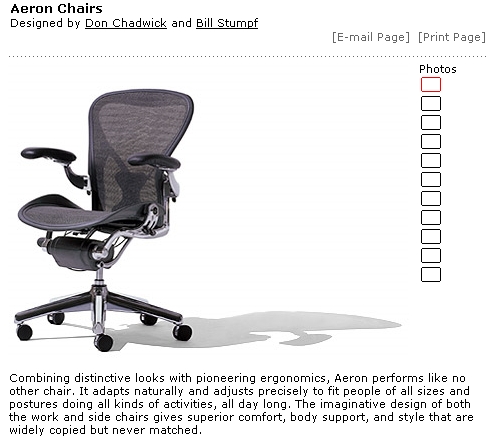 Aeron Chairs
Designed by Don Chadwick and Bill Stumpf
[E-mail Page] [Print Page]
Photos
Combining distinctive looks with pioneering ergonomics, Aeron performs like no
other chair. It adapts naturally and adjusts precisely to fit people of all sizes and
postures doing all kinds of activities, all day long. The imaginative design of both
the work and side chairs gives superior comfort, body support, and style that are
widely copied but never matched.